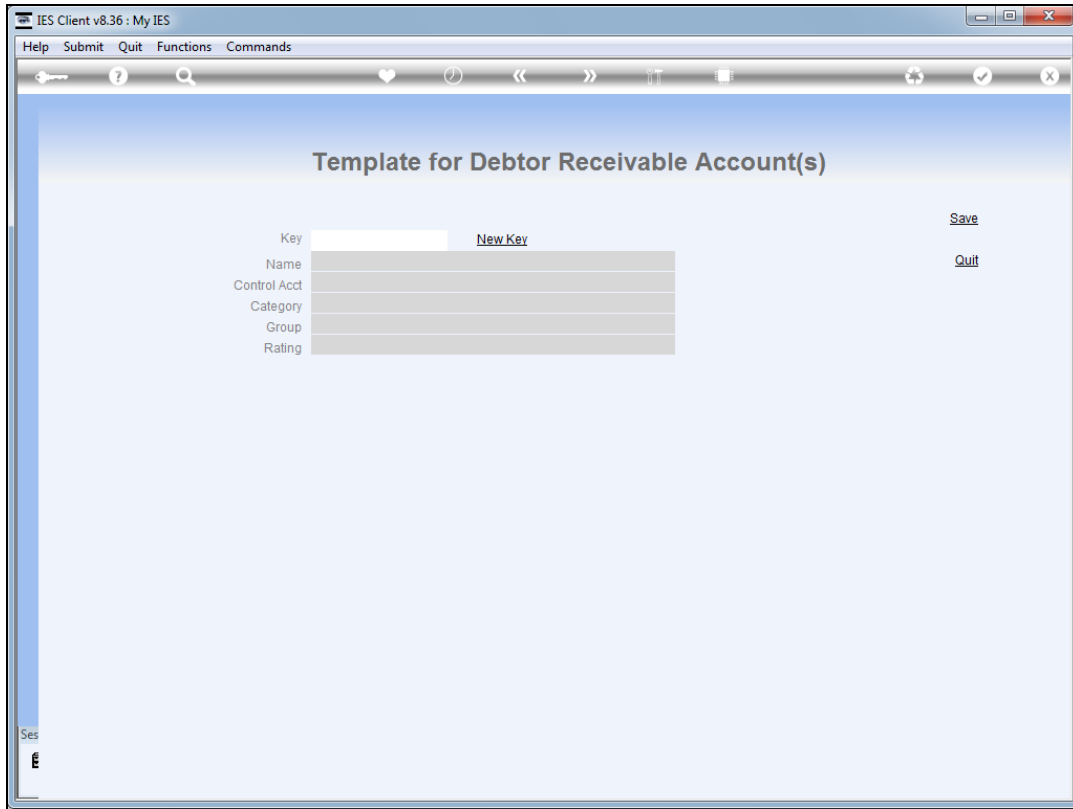 IES Client v8.36 : My IES
Help Submit Quit Functions Commands
Template for Debtor Receivable Account(s)
Save
Key New Key
Name Quit
Control Acct
Category
Group
Rating
Ses